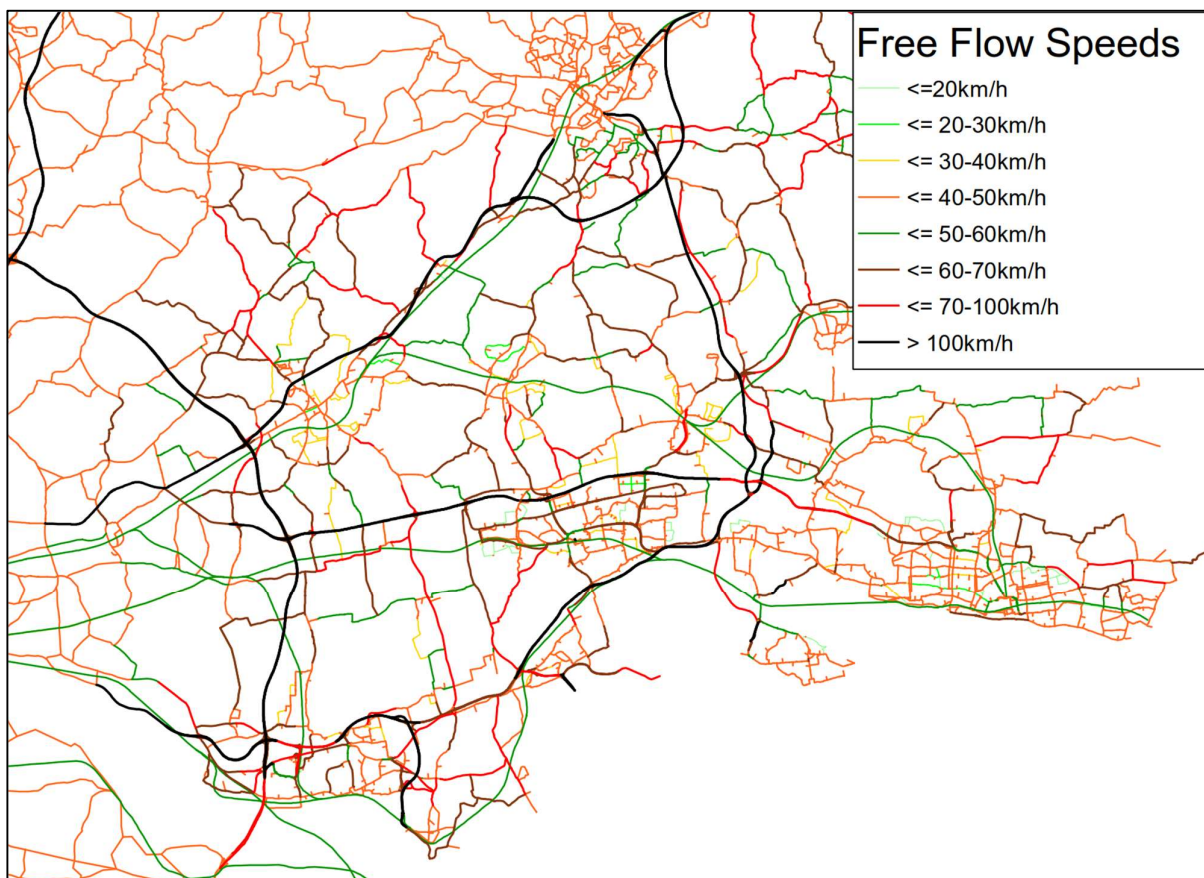 Free Flow Speeds
<=20km/h
<= 20-30km/h
<= 30-40km/h
<= 40-50km/h
<= 50-60km/h
<= 60-70km/h
<= 70-100km/h
> 100km/h